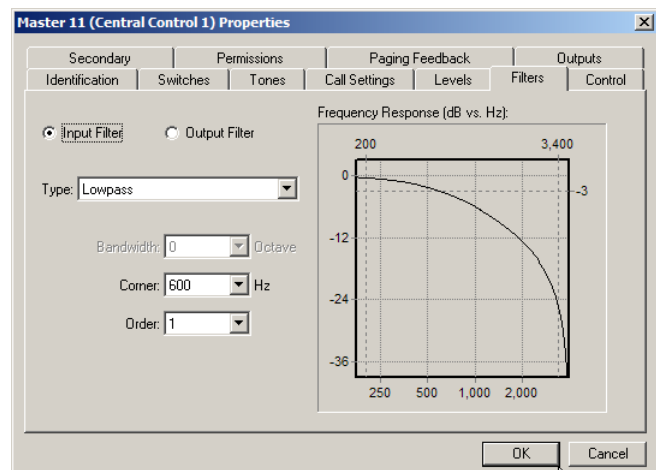 Master 11 (Central Control 1) Properties
Secondary Permissions Paging Feedback Outputs
Identification Switches Tones Call Settings Levels Filters Control
Input Filter Output Filter
Type: Lowpass
Bandwidth: 0 Octave
Corner: 600 Hz
Order: 1
Frequency Response (dB vs. Hz):
200 3,400
0 -3
-12
-24
-36
250 500 1,000 2,000
OK Cancel